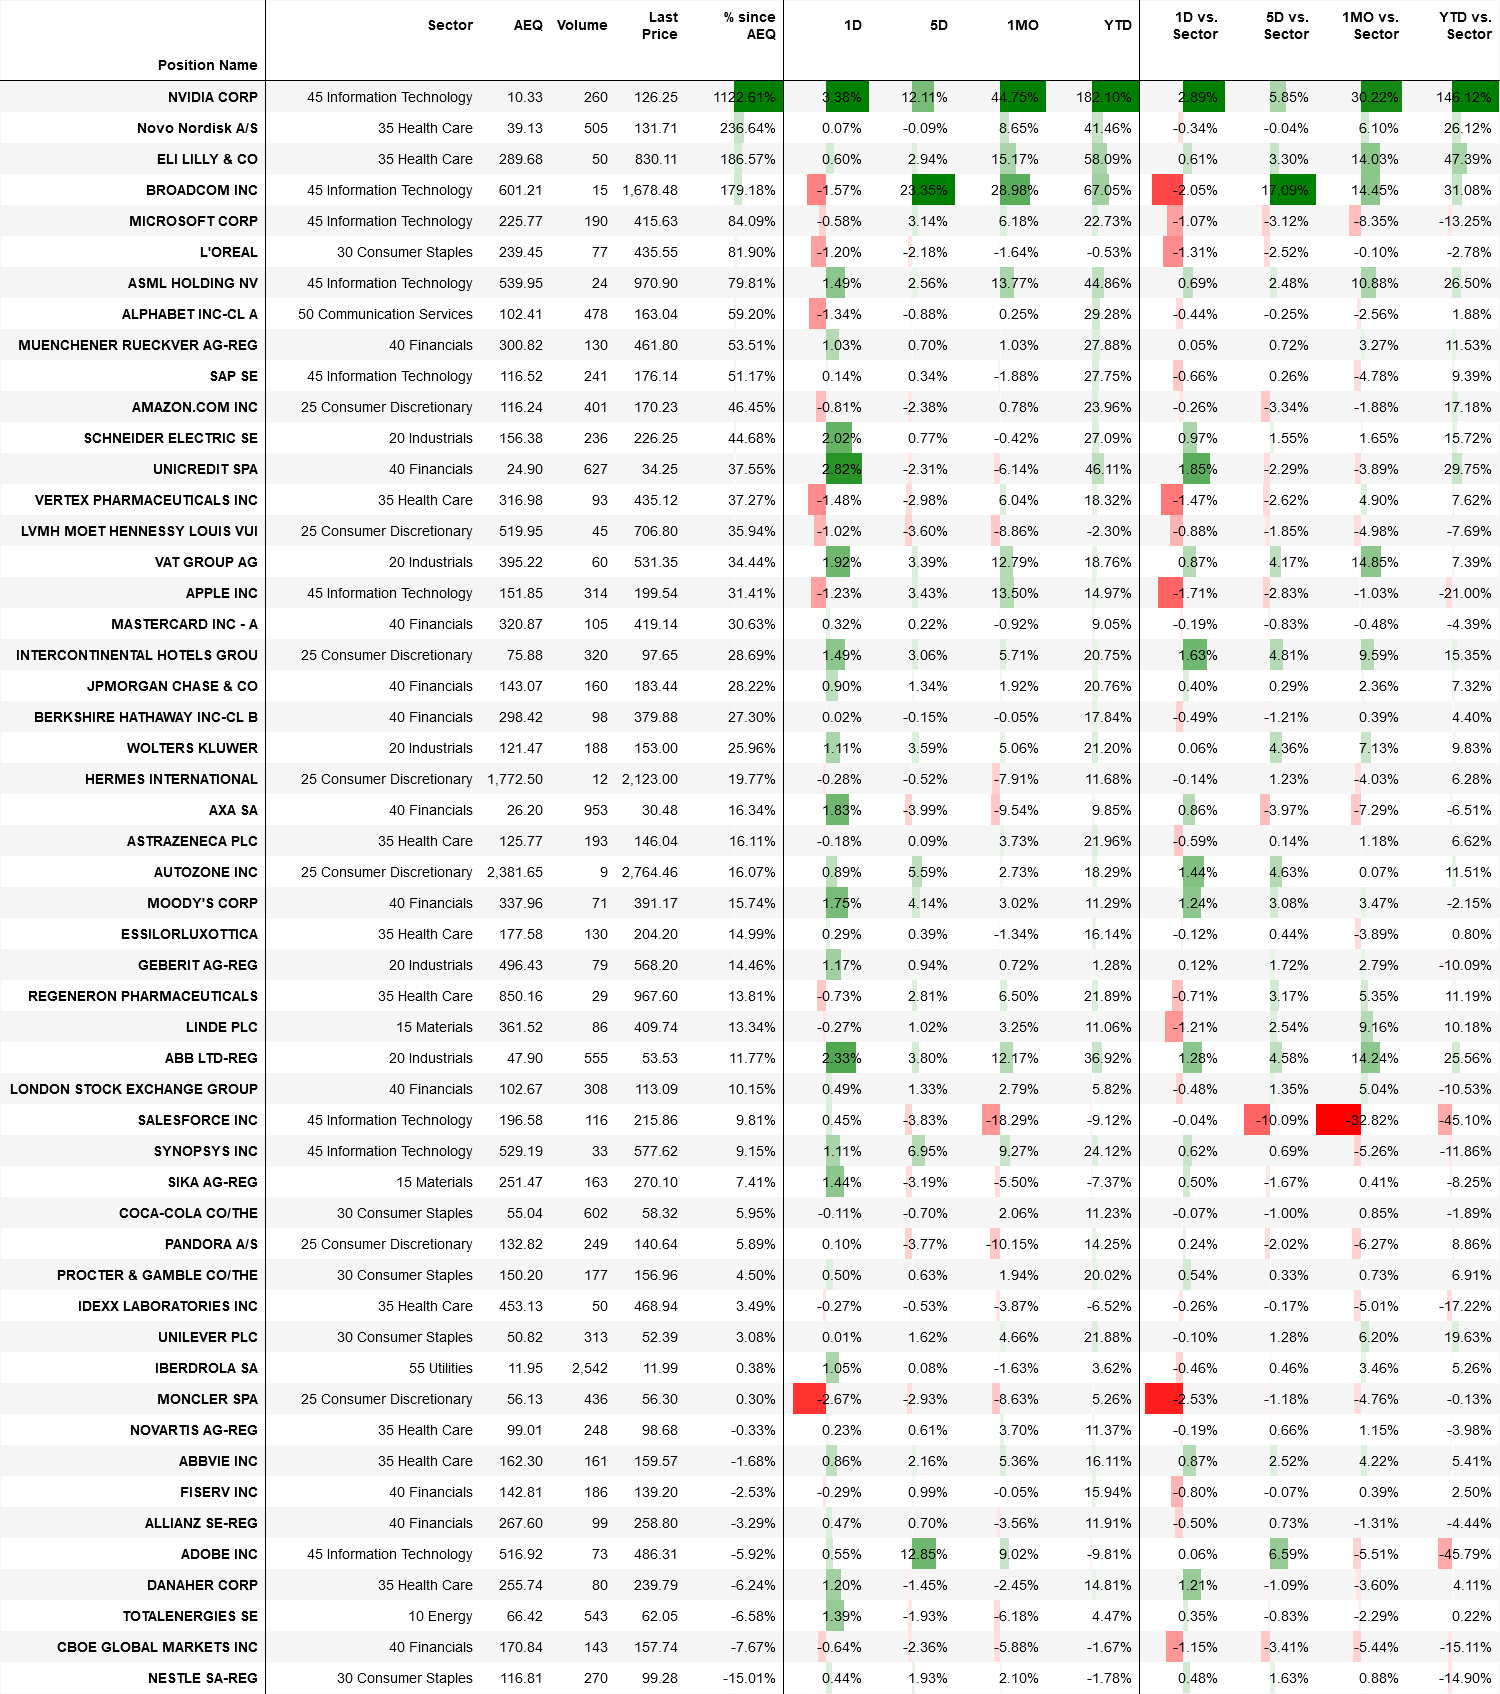 Position Name Sector AEQ Volume Last Price % since AEQ 1D 5D 1MO YTD 1D vs. Sector 5D vs. Sector 1MO vs. Sector YTD vs. Sector
NVIDIA CORP 45 Information Technology 10.33 260 126.25 1122.61% 3.38% 12.11% 44.75% 182.10% 2.89% 5.85% 30.22% 146.12%
Novo Nordisk A/S 35 Health Care 39.13 505 131.71 236.64% 0.07% -0.09% 8.65% 41.46% -0.34% -0.04% 6.10% 26.12%
ELI LILLY & CO 35 Health Care 289.68 50 830.11 186.57% 0.60% 2.94% 15.17% 58.09% 0.61% 3.30% 14.03% 47.39%
BROADCOM INC 45 Information Technology 601.21 15 1,678.48 179.18% -1.57% 23.35% 28.98% 67.05% -2.05% 17.09% 14.45% 31.08%
MICROSOFT CORP 45 Information Technology 225.77 190 415.63 84.09% -0.58% 3.14% 6.18% 22.73% -1.07% -3.12% -8.35% -13.25%
L'OREAL 30 Consumer Staples 239.45 77 435.55 81.90% -1.20% -2.18% -1.64% -0.53% -1.31% -2.52% -0.10% -2.78%
ASML HOLDING NV 45 Information Technology 539.95 24 970.90 79.81% 1.49% 2.56% 13.77% 44.86% 0.69% 2.48% 10.88% 26.50%
ALPHABET INC-CL A 50 Communication Services 102.41 478 163.04 59.20% -1.34% -0.88% 0.25% 29.28% -0.44% -0.25% -2.56% 1.88%
MUENCHENER RUECKVER AG-REG 40 Financials 300.82 130 461.80 53.51% 1.03% 0.70% 1.03% 27.88% 0.05% 0.72% 3.27% 11.53%
SAP SE 45 Information Technology 116.52 241 176.14 51.17% 0.14% 0.34% -1.88% 27.75% -0.66% 0.26% -4.78% 9.39%
AMAZON.COM INC 25 Consumer Discretionary 116.24 401 170.23 46.45% -0.81% -2.38% 0.78% 23.96% -0.26% -3.34% -1.88% 17.18%
SCHNEIDER ELECTRIC SE 20 Industrials 156.38 236 226.25 44.68% 2.02% 0.77% -0.42% 27.09% 0.97% 1.55% 1.65% 15.72%
UNICREDIT SPA 40 Financials 24.90 627 34.25 37.55% 2.82% -2.31% -6.14% 46.11% 1.85% -2.29% -3.89% 29.75%
VERTEX PHARMACEUTICALS INC 35 Health Care 316.98 93 435.12 37.27% -1.48% -2.98% 6.04% 18.32% -1.47% -2.62% 4.90% 7.62%
LVMH MOET HENNESSY LOUIS VUI 25 Consumer Discretionary 519.95 45 706.80 35.94% -1.02% -3.60% -8.86% -2.30% -0.88% -1.85% -4.98% -7.69%
VAT GROUP AG 20 Industrials 395.22 60 531.35 34.44% 1.92% 3.39% 12.79% 18.76% 0.87% 4.17% 14.85% 7.39%
APPLE INC 45 Information Technology 151.85 314 199.54 31.41% -1.23% 3.43% 13.50% 14.97% -1.71% -2.83% -1.03% -21.00%
MASTERCARD INC - A 40 Financials 320.87 105 419.14 30.63% 0.32% 0.22% -0.92% 9.05% -0.19% -0.83% -0.48% -4.39%
INTERCONTINENTAL HOTELS GROU 25 Consumer Discretionary 75.88 320 97.65 28.69% 1.49% 3.06% 5.71% 20.75% 1.63% 4.81% 9.59% 15.35%
JPMORGAN CHASE & CO 40 Financials 143.07 160 183.44 28.22% 0.90% 1.34% 1.92% 20.76% 0.40% 0.29% 2.36% 7.32%
BERKSHIRE HATHAWAY INC-CL B 40 Financials 298.42 98 379.88 27.30% 0.02% -0.15% -0.05% 17.84% -0.49% -1.21% 0.39% 4.40%
WOLTERS KLUWER 20 Industrials 121.47 188 153.00 25.96% 1.11% 3.59% 5.06% 21.20% 0.06% 4.36% 7.13% 9.83%
HERMES INTERNATIONAL 25 Consumer Discretionary 1,772.50 12 2,123.00 19.77% -0.28% -0.52% -7.91% 11.68% -0.14% 1.23% -4.03% 6.28%
AXA SA 40 Financials 26.20 953 30.48 16.34% 1.83% -3.99% -9.54% 9.85% 0.86% -3.97% -7.29% -6.51%
ASTRAZENECA PLC 35 Health Care 125.77 193 146.04 16.11% -0.18% 0.09% 3.73% 21.96% -0.59% 0.14% 1.18% 6.62%
AUTOZONE INC 25 Consumer Discretionary 2,381.65 9 2,764.46 16.07% 0.89% 5.59% 2.73% 18.29% 1.44% 4.63% 0.07% 11.51%
MOODY'S CORP 40 Financials 337.96 71 391.17 15.74% 1.75% 4.14% 3.02% 11.29% 1.24% 3.08% 3.47% -2.15%
ESSILORLUXOTTICA 35 Health Care 177.58 130 204.20 14.99% 0.29% 0.39% -1.34% 16.14% -0.12% 0.44% -3.89% 0.80%
GEBERIT AG-REG 20 Industrials 496.43 79 568.20 14.46% 1.17% 0.94% 0.72% 1.28% 0.12% 1.72% 2.79% -10.09%
REGENERON PHARMACEUTICALS 35 Health Care 850.16 29 967.60 13.81% -0.73% 2.81% 6.50% 21.89% -0.71% 3.17% 5.35% 11.19%
LINDE PLC 15 Materials 361.52 86 409.74 13.34% -0.27% 1.02% 3.25% 11.06% -1.21% 2.54% 9.16% 10.18%
ABB LTD-REG 20 Industrials 47.90 555 53.53 11.77% 2.33% 3.80% 12.17% 36.92% 1.28% 4.58% 14.24% 25.56%
LONDON STOCK EXCHANGE GROUP 40 Financials 102.67 308 113.09 10.15% 0.49% 1.33% 2.79% 5.82% -0.48% 1.35% 5.04% -10.53%
SALESFORCE INC 45 Information Technology 196.58 116 215.86 9.81% 0.45% -3.83% -18.29% -9.12% -0.04% -10.09% -32.82% -45.10%
SYNOPSYS INC 45 Information Technology 529.19 33 577.62 9.15% 1.11% 6.95% 9.27% 24.12% 0.62% 0.69% -5.26% -11.86%
SIKA AG-REG 15 Materials 251.47 163 270.10 7.41% 1.44% -3.19% -5.50% -7.37% 0.50% -1.67% 0.41% -8.25%
COCA-COLA CO/THE 30 Consumer Staples 55.04 602 58.32 5.95% -0.11% -0.70% 2.06% 11.23% -0.07% -1.00% 0.85% -1.89%
PANDORA A/S 25 Consumer Discretionary 132.82 249 140.64 5.89% 0.10% -3.77% -10.15% 14.25% 0.24% -2.02% -6.27% 8.86%
PROCTER & GAMBLE CO/THE 30 Consumer Staples 150.20 177 156.96 4.50% 0.50% 0.63% 1.94% 20.02% 0.54% 0.33% 0.73% 6.91%
IDEXX LABORATORIES INC 35 Health Care 453.13 50 468.94 3.49% -0.27% -0.53% -3.87% -6.52% -0.26% -0.17% -5.01% -17.22%
UNILEVER PLC 30 Consumer Staples 50.82 313 52.39 3.08% 0.01% 1.62% 4.66% 21.88% -0.10% 1.28% 6.20% 19.63%
IBERDROLA SA 55 Utilities 11.95 2,542 11.99 0.38% 1.05% 0.08% -1.63% 3.62% -0.46% 0.46% 3.46% 5.26%
MONCLER SPA 25 Consumer Discretionary 56.13 436 56.30 0.30% -2.67% -2.93% -8.63% 5.26% -2.53% -1.18% -4.76% -0.13%
NOVARTIS AG-REG 35 Health Care 99.01 248 98.68 -0.33% 0.23% 0.61% 3.70% 11.37% -0.19% 0.66% 1.15% -3.98%
ABBVIE INC 35 Health Care 162.30 161 159.57 -1.68% 0.86% 2.16% 5.36% 16.11% 0.87% 2.52% 4.22% 5.41%
FISERV INC 40 Financials 142.81 186 139.20 -2.53% -0.29% 0.99% -0.05% 15.94% -0.80% -0.07% 0.39% 2.50%
ALLIANZ SE-REG 40 Financials 267.60 99 258.80 -3.29% 0.47% 0.70% -3.56% 11.91% -0.50% 0.73% -1.31% -4.44%
ADOBE INC 45 Information Technology 516.92 73 486.31 -5.92% 0.55% 12.85% 9.02% -9.81% 0.06% 6.59% -5.51% -45.79%
DANAHER CORP 35 Health Care 255.74 80 239.79 -6.24% 1.20% -1.45% -2.45% 14.81% 1.21% -1.09% -3.60% 4.11%
TOTALENERGIES SE 10 Energy 66.42 543 62.05 -6.58% 1.39% -1.93% -6.18% 4.47% 0.35% -0.83% -2.29% 0.22%
CBOE GLOBAL MARKETS INC 40 Financials 170.84 143 157.74 -7.67% -0.64% -2.36% -5.88% -1.67% -1.15% -3.41% -5.44% -15.11%
NESTLE SA-REG 30 Consumer Staples 116.81 270 99.28 -15.01% 0.44% 1.93% 2.10% -1.78% 0.48% 1.63% 0.88% -14.90%